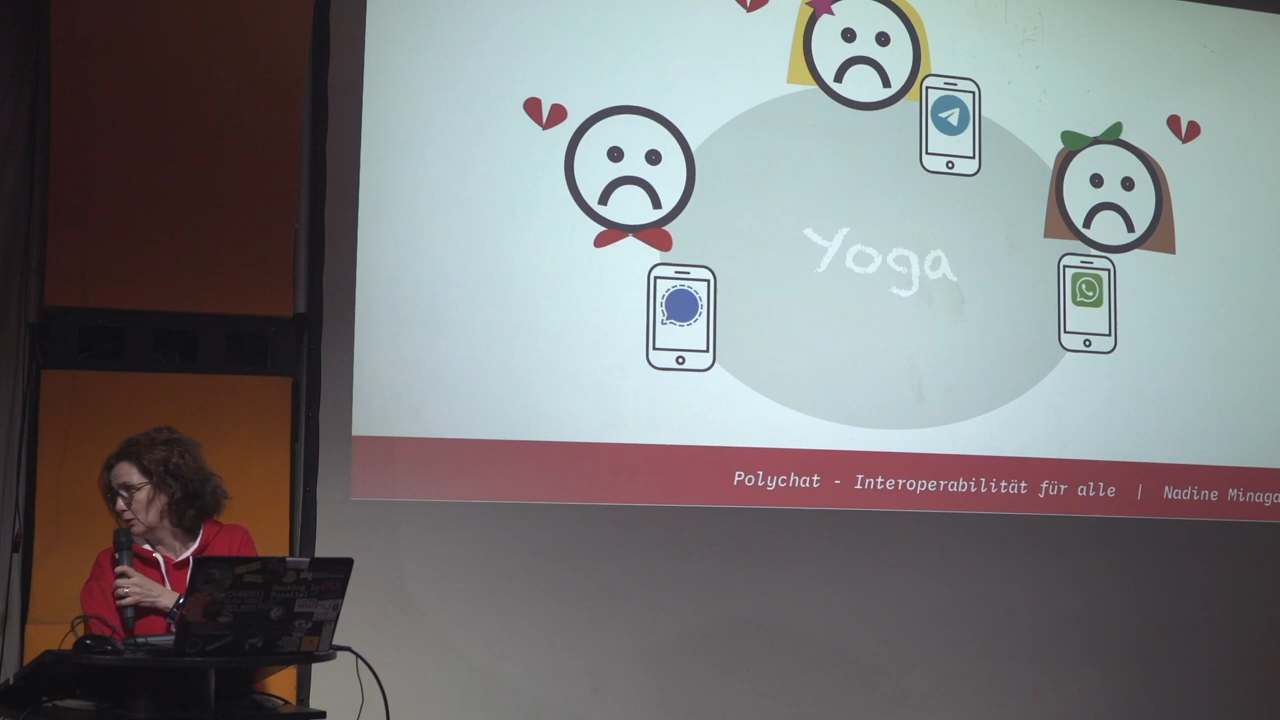 Yoga
Polychat - Interoperabilität für alle | Nadine Minaga